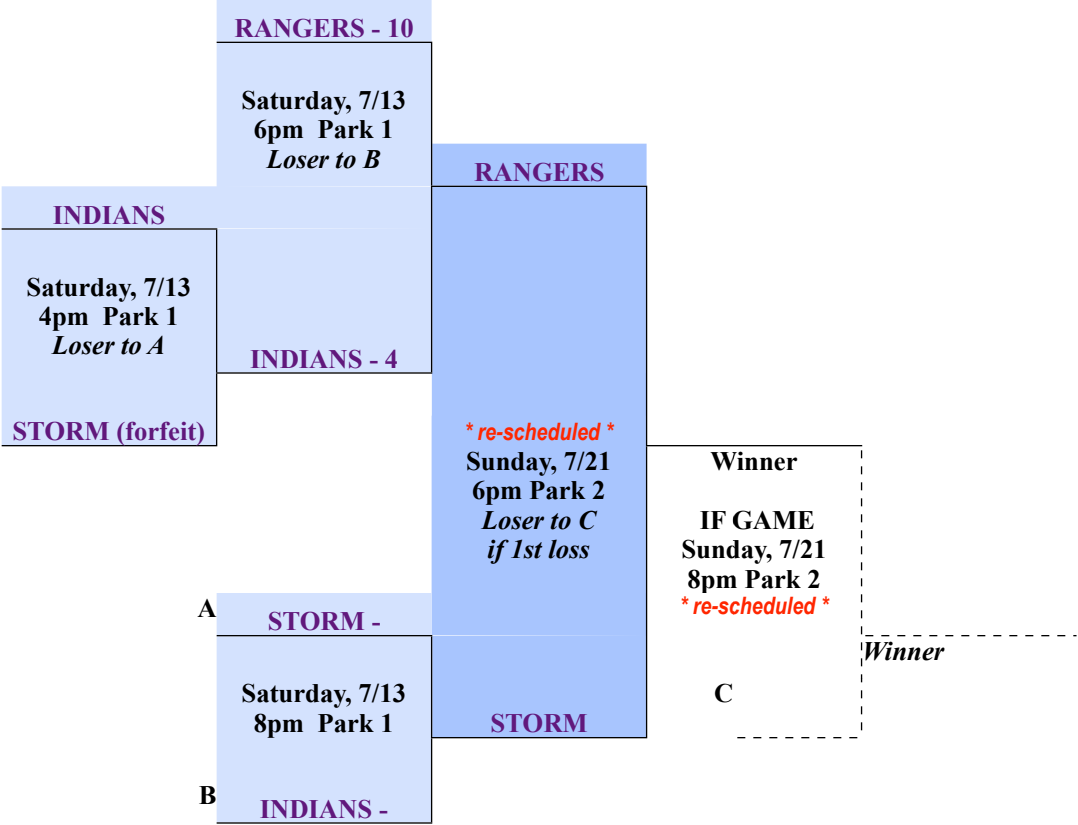 RANGERS - 10
Saturday, 7/13
6pm Park 1
Loser to B
RANGERS
INDIANS
Saturday, 7/13
4pm Park 1
Loser to A
INDIANS - 4
STORM (forfeit)
* re-scheduled *
Sunday, 7/21
6pm Park 2
Loser to C
if 1st loss
Winner
IF GAME
Sunday, 7/21
8pm Park 2
* re-scheduled *
A
STORM -
Winner
Saturday, 7/13
8pm Park 1
STORM
C
B
INDIANS -